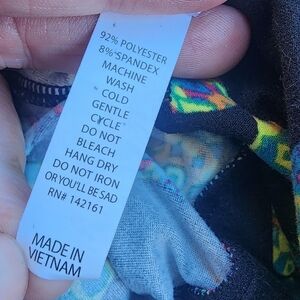 92% POLYESTER
8% SPANDEX
MACHINE
WASH
COLD
GENTLE
CYCLE
DO NOT
BLEACH
HANG DRY
DO NOT IRON
OR YOU'LL BE SAD
RN# 142161
MADE IN
VIETNAM